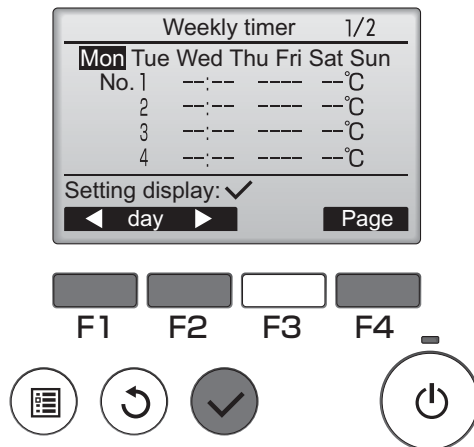 Weekly timer 1/2
Mon Tue Wed Thu Fri Sat Sun
No. 1 --:-- ---- --℃
2 --:-- ---- --℃
3 --:-- ---- --℃
4 --:-- ---- --℃
Setting display: ✓
◀ day ▶ Page
F1 F2 F3 F4